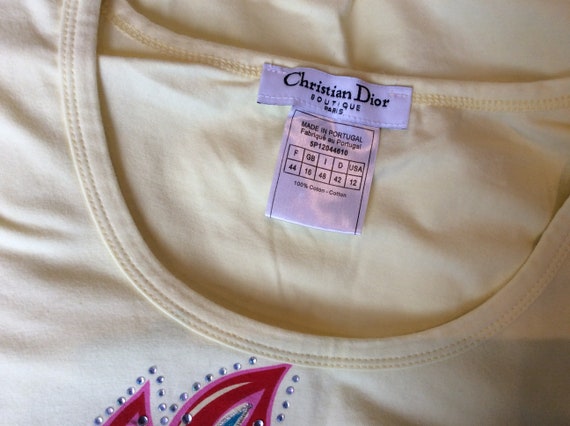 Christian Dior
BOUTIQUE
PARIS
MADE IN PORTUGAL
Fabriqué au Portugal
5P12044610
F GB I D USA
44 16 48 42 12
100% Coton - Cotton